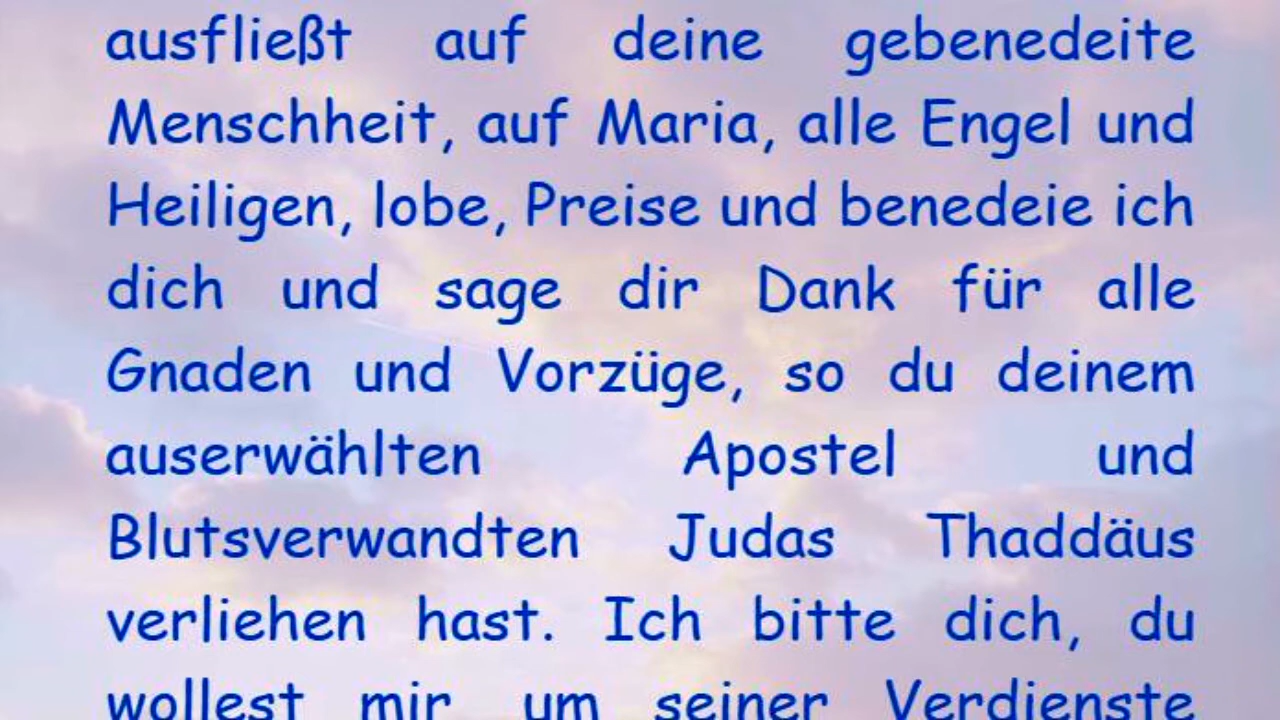 ausfließt auf deine gebenedeite
Menschheit, auf Maria, alle Engel und
Heiligen, lobe, Preise und benedeie ich
dich und sage dir Dank für alle
Gnaden und Vorzüge, so du deinem
auserwählten Apostel und
Blutsverwandten Judas Thaddäus
verliehen hast. Ich bitte dich, du
wollest mir um seiner Verdienste